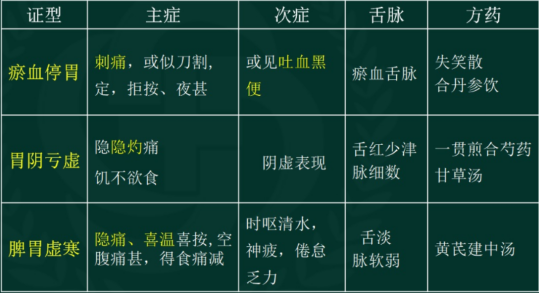 证型 主症 次症 舌脉 方药
瘀血停胃
刺痛，或似刀割，
定，拒按、夜甚
或见吐血黑
便
瘀血舌脉
失笑散
合丹参饮
胃阴亏虚
隐隐灼痛
饥不欲食
阴虚表现
舌红少津
脉细数
一贯煎合芍药
甘草汤
脾胃虚寒
隐痛、喜温喜按,空
腹痛甚，得食痛减
时呕清水，
神疲，倦怠
乏力
舌淡
脉软弱
黄芪建中汤